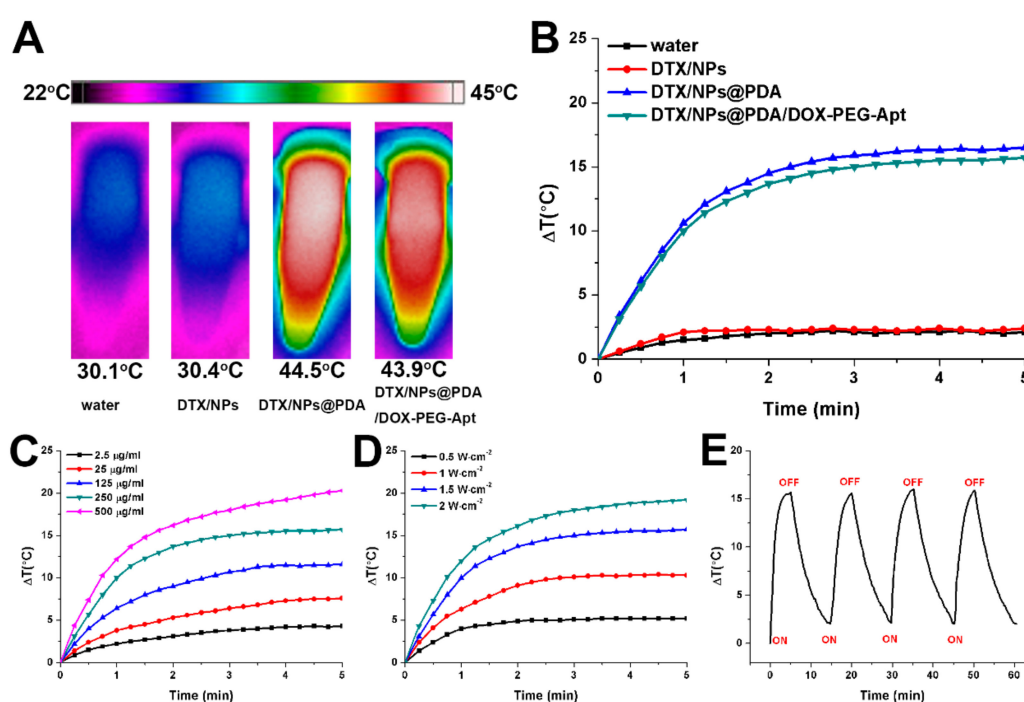 A
22°C
45°C
30.1°C
30.4°C
44.5°C
43.9°C
water
DTX/NPs
DTX/NPs@PDA
DTX/NPs@PDA
/DOX-PEG-Apt
B
25
20
15
10
5
0
ΔT(°C)
water
DTX/NPs
DTX/NPs@PDA
DTX/NPs@PDA/DOX-PEG-Apt
0
1
2
3
4
5
Time (min)
C
25
20
15
10
5
0
ΔT(°C)
2.5 μg/ml
25 μg/ml
125 μg/ml
250 μg/ml
500 μg/ml
0
1
2
3
4
5
Time (min)
D
25
20
15
10
5
0
ΔT(°C)
0.5 W·cm⁻²
1 W·cm⁻²
1.5 W·cm⁻²
2 W·cm⁻²
0
1
2
3
4
5
Time (min)
E
20
15
10
5
0
ΔT(°C)
OFF OFF OFF OFF
ON ON ON ON
0
10
20
30
40
50
60
Time (min)